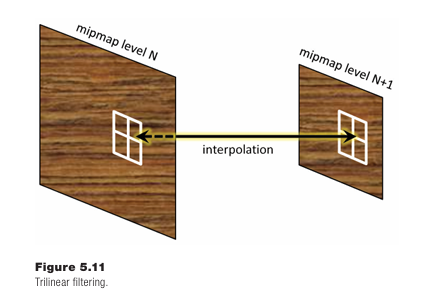 mipmap level N
mipmap level N+1
interpolation
Figure 5.11
Trilinear filtering.